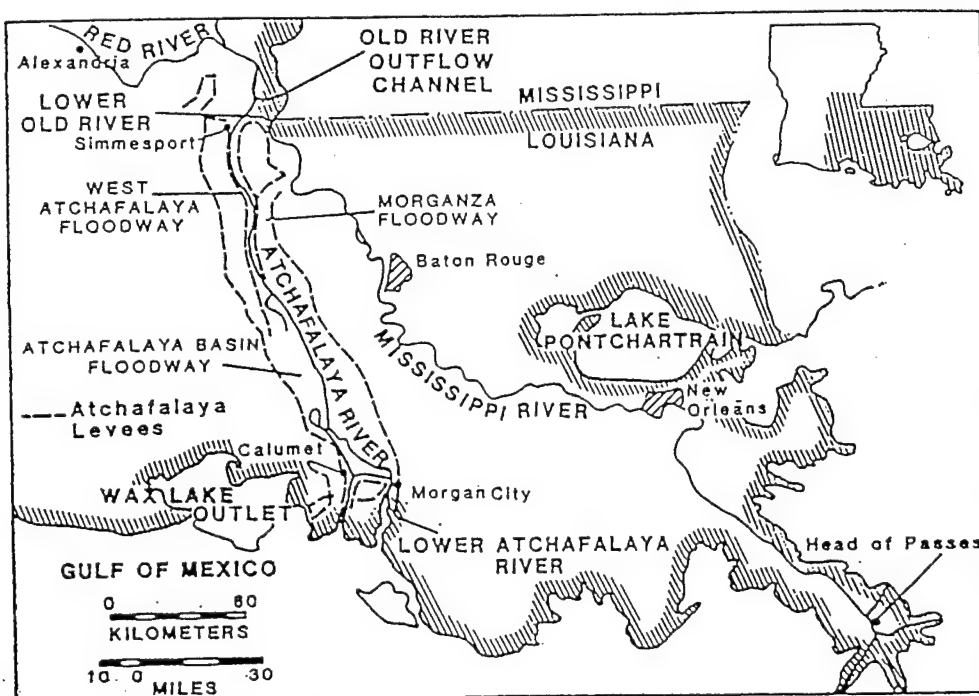 RED RIVER
Alexandria
OLD RIVER
OUTFLOW
CHANNEL
LOWER
OLD RIVER
Simmesport
MISSISSIPPI
LOUISIANA
WEST
ATCHAFALAYA
FLOODWAY
MORGANZA
FLOODWAY
Baton Rouge
ATCHAFALAYA RIVER
LAKE
PONTCHARTRAIN
ATCHAFALAYA BASIN
FLOODWAY
MISSISSIPPI RIVER
New
Orleans
Atchafalaya
Levees
Calumet
WAX LAKE
OUTLET
Morgan City
LOWER ATCHAFALAYA
RIVER
Head of Passes
GULF OF MEXICO
0 60
KILOMETERS
10 0 30
MILES